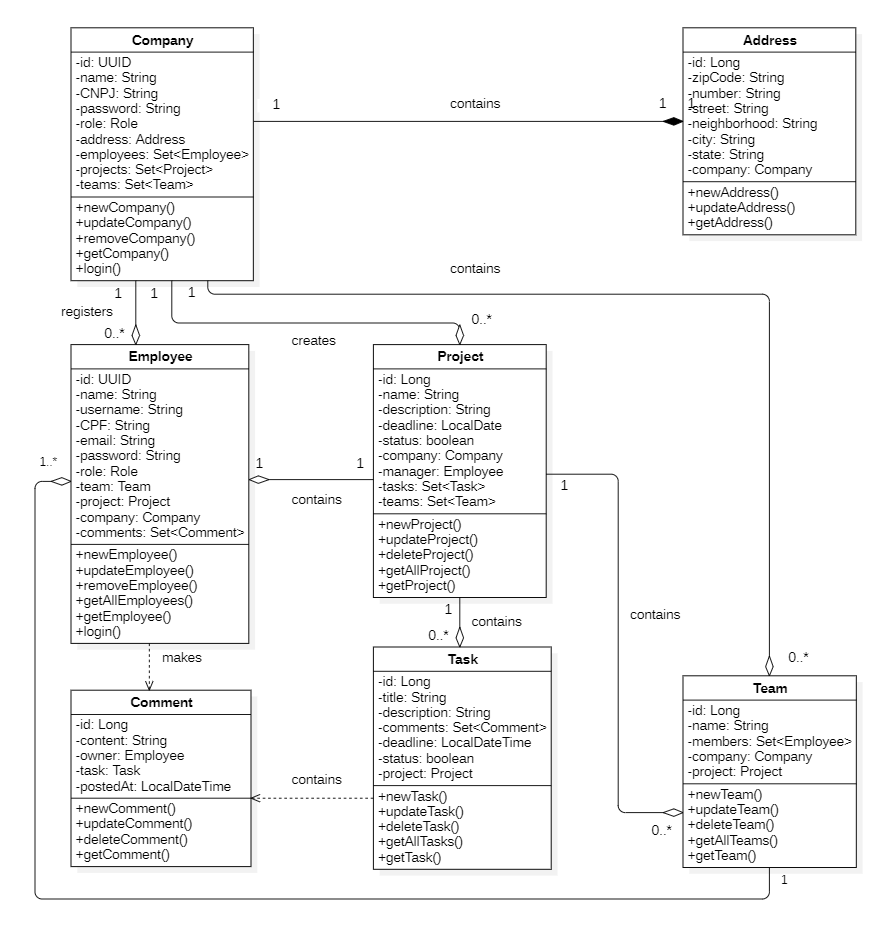 Company
-id: UUID
-name: String
-CNPJ: String
-password: String
-role: Role
-address: Address
-employees: Set<Employee>
-projects: Set<Project>
-teams: Set<Team>
+newCompany()
+updateCompany()
+removeCompany()
+getCompany()
+login()
1
contains
1
1
Address
-id: Long
-zipCode: String
-number: String
-street: String
-neighborhood: String
-city: String
-state: String
-company: Company
+newAddress()
+updateAddress()
+getAddress()
contains
1
1
1
registers
0..*
creates
0..*
Employee
-id: UUID
-name: String
-username: String
-CPF: String
-email: String
-password: String
-role: Role
-team: Team
-project: Project
-company: Company
-comments: Set<Comment>
+newEmployee()
+updateEmployee()
+removeEmployee()
+getAllEmployees()
+getEmployee()
+login()
1..*
1
1
contains
Project
-id: Long
-name: String
-description: String
-deadline: LocalDate
-status: boolean
-company: Company
-manager: Employee
-tasks: Set<Task>
-teams: Set<Team>
+newProject()
+updateProject()
+deleteProject()
+getAllProject()
+getProject()
1
contains
1
contains
0..*
makes
0..*
Comment
-id: Long
-content: String
-owner: Employee
-task: Task
-postedAt: LocalDateTime
+newComment()
+updateComment()
+deleteComment()
+getComment()
contains
Task
-id: Long
-title: String
-description: String
-comments: Set<Comment>
-deadline: LocalDateTime
-status: boolean
-project: Project
+newTask()
+updateTask()
+deleteTask()
+getAllTasks()
+getTask()
Team
-id: Long
-name: String
-members: Set<Employee>
-company: Company
-project: Project
+newTeam()
+updateTeam()
+deleteTeam()
+getAllTeams()
+getTeam()
0..*
1